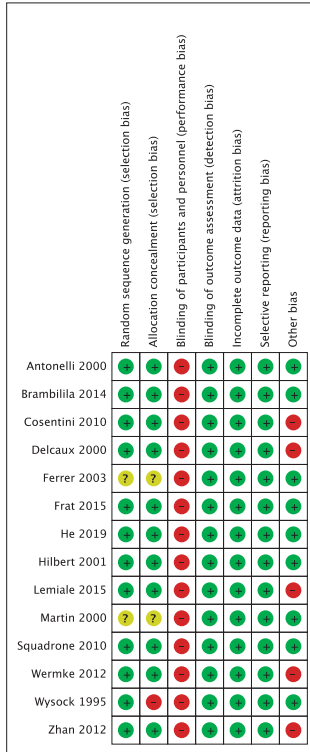 Random sequence generation (selection bias)
Allocation concealment (selection bias)
Blinding of participants and personnel (performance bias)
Blinding of outcome assessment (detection bias)
Incomplete outcome data (attrition bias)
Selective reporting (reporting bias)
Other bias
Antonelli 2000 + + - + + + +
Brambilila 2014 + + - + + + +
Cosentini 2010 + + - + + + -
Delcaux 2000 + + - + + + -
Ferrer 2003 ? ? - + + + +
Frat 2015 + + - + + + +
He 2019 + + - + + + +
Hilbert 2001 + + - + + + +
Lemiale 2015 + + - + + + -
Martin 2000 ? ? - + + + +
Squadrone 2010 + + - + + + +
Wermke 2012 + + - + + + -
Wysock 1995 + - - + + + +
Zhan 2012 + + - + + + -